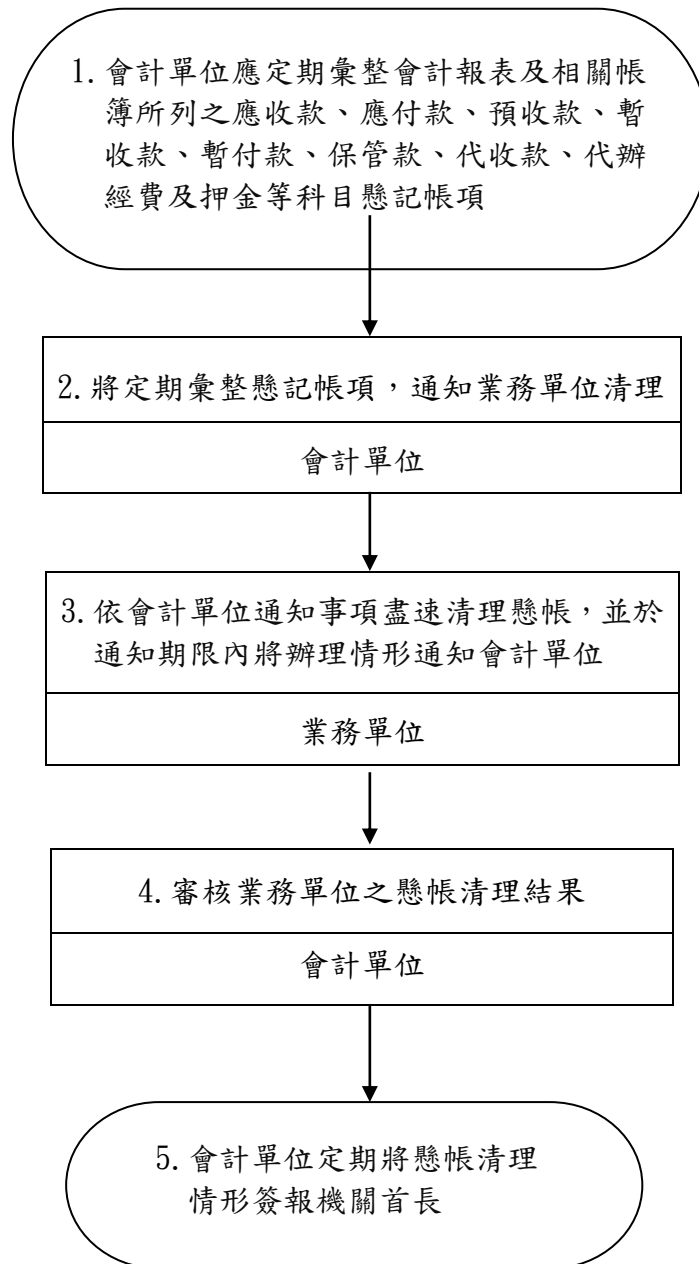 1. 會計單位應定期彙整會計報表及相關帳
簿所列之應收款、應付款、預收款、暫
收款、暫付款、保管款、代收款、代辦
經費及押金等科目懸記帳項
2. 將定期彙整懸記帳項，通知業務單位清理
會計單位
3. 依會計單位通知事項盡速清理懸帳，並於
通知期限內將辦理情形通知會計單位
業務單位
4. 審核業務單位之懸帳清理結果
會計單位
5. 會計單位定期將懸帳清理
情形簽報機關首長